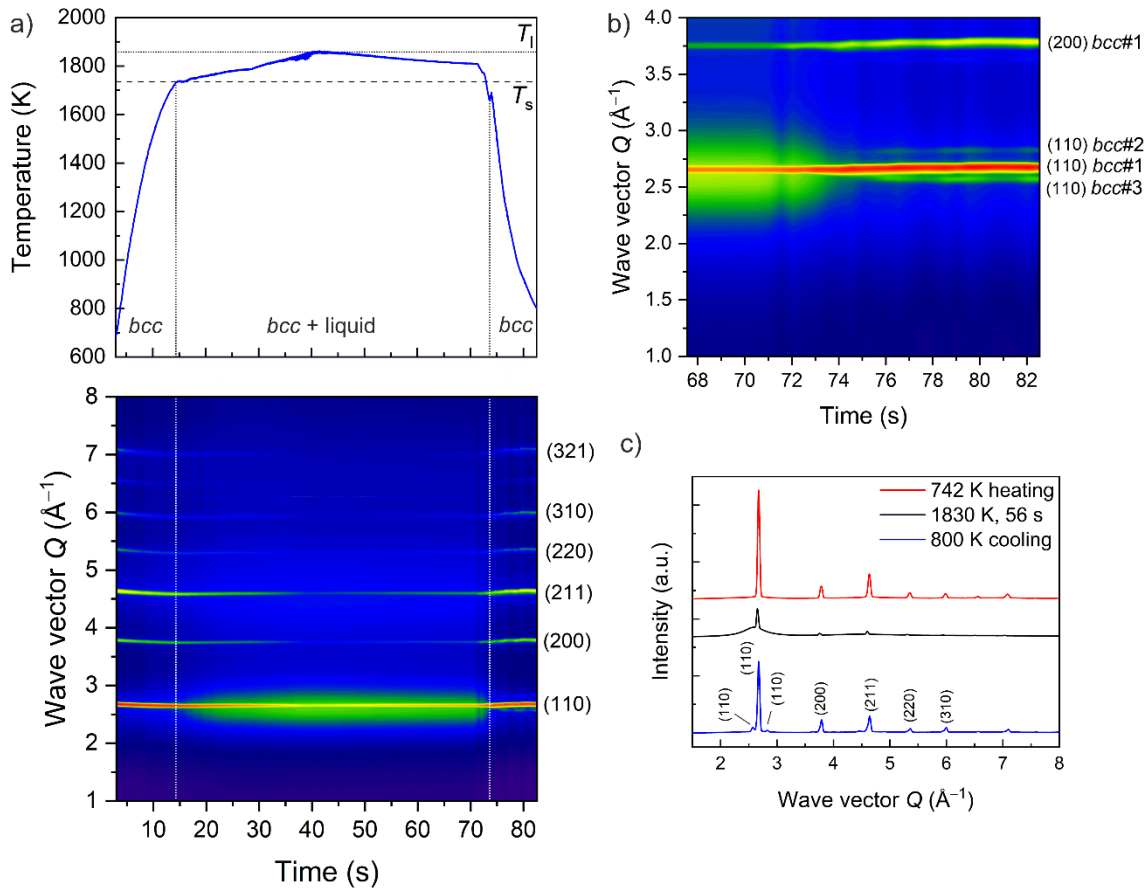 a)
2000
1800
1600
1400
1200
1000
800
600
Temperature (K)
Tl
Ts
bcc
bcc + liquid
bcc
8
7
6
5
4
3
2
1
Wave vector Q (Å⁻¹)
(321)
(310)
(220)
(211)
(200)
(110)
10 20 30 40 50 60 70 80
Time (s)
b)
4.0
3.5
3.0
2.5
2.0
1.5
1.0
Wave vector Q (Å⁻¹)
(200) bcc#1
(110) bcc#2
(110) bcc#1
(110) bcc#3
68 70 72 74 76 78 80 82
Time (s)
c)
742 K heating
1830 K, 56 s
800 K cooling
Intensity (a.u.)
(110)
(110)
(110)
(200)
(211)
(220)
(310)
2 3 4 5 6 7 8
Wave vector Q (Å⁻¹)